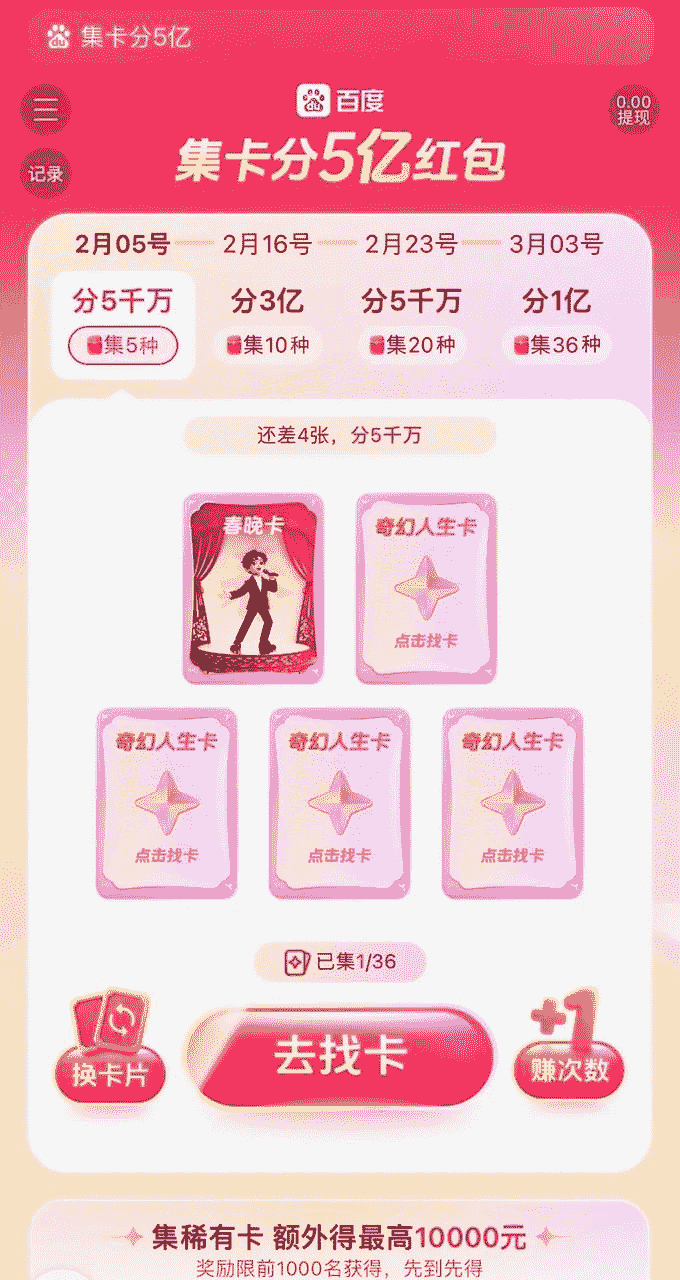 du 集卡分5亿
du 百度
0.00
提现
集卡分5亿红包
记录
2月05号 2月16号 2月23号 3月03号
分5千万 分3亿 分5千万 分1亿
集5种 集10种 集20种 集36种
还差4张，分5千万
春晚卡 奇幻人生卡
点击找卡
奇幻人生卡 奇幻人生卡 奇幻人生卡
点击找卡 点击找卡 点击找卡
已集1/36
+1
换卡片 去找卡 赚次数
集稀有卡 额外得最高10000元
奖励限前1000名获得，先到先得